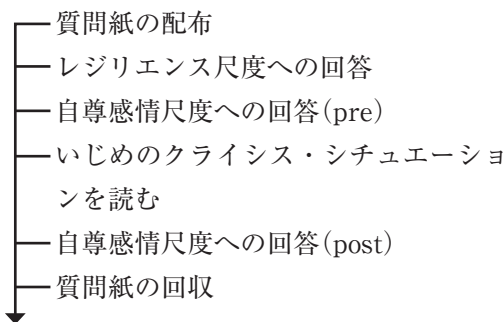 質問紙の配布
レジリエンス尺度への回答
自尊感情尺度への回答(pre)
いじめのクライシス・シチュエーショ
ンを読む
自尊感情尺度への回答(post)
質問紙の回収